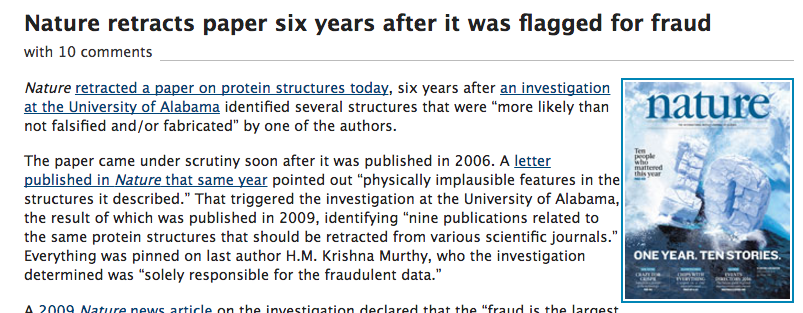 Nature retracts paper six years after it was flagged for fraud
with 10 comments
Nature retracted a paper on protein structures today, six years after an investigation
at the University of Alabama identified several structures that were “more likely than
not falsified and/or fabricated” by one of the authors.
The paper came under scrutiny soon after it was published in 2006. A letter
published in Nature that same year pointed out “physically implausible features in the
structures it described.” That triggered the investigation at the University of Alabama,
the result of which was published in 2009, identifying “nine publications related to
the same protein structures that should be retracted from various scientific journals.”
Everything was pinned on last author H.M. Krishna Murthy, who the investigation
determined was “solely responsible for the fraudulent data.”
A 2009 Nature news article on the investigation declared that the “fraud is the largest
nature
Ten
people
who
mattered
this year
ONE YEAR. TEN STORIES.